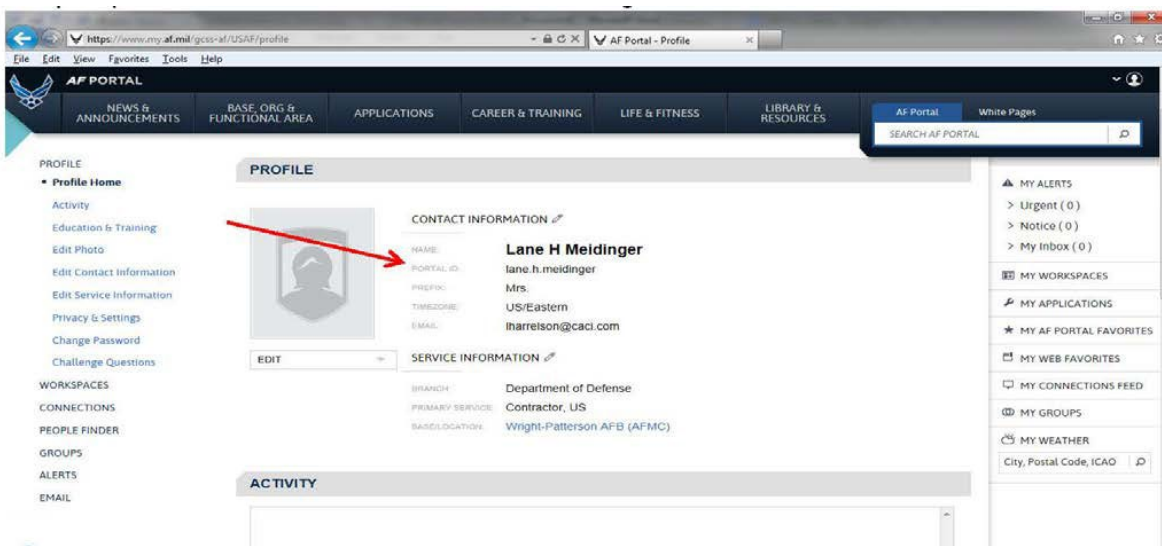 https://www.my.af.mil/gcss-af/USAF/profile
AF Portal - Profile
File Edit View Favorites Tools Help
AF PORTAL
NEWS & ANNOUNCEMENTS
BASE, ORG & FUNCTIONAL AREA
APPLICATIONS
CAREER & TRAINING
LIFE & FITNESS
LIBRARY & RESOURCES
AF Portal White Pages
SEARCH AF PORTAL
PROFILE
• Profile Home
Activity
Education & Training
Edit Photo
Edit Contact Information
Edit Service Information
Privacy & Settings
Change Password
Challenge Questions
WORKSPACES
CONNECTIONS
PEOPLE FINDER
GROUPS
ALERTS
EMAIL
PROFILE
EDIT
CONTACT INFORMATION
NAME: Lane H Meidinger
PORTAL ID: lane.h.meidinger
PREFIX: Mrs.
TIMEZONE: US/Eastern
EMAIL: lharrelson@caci.com
SERVICE INFORMATION
BRANCH: Department of Defense
PRIMARY SERVICE: Contractor, US
BASE/LOCATION: Wright-Patterson AFB (AFMC)
ACTIVITY
MY ALERTS
> Urgent ( 0 )
> Notice ( 0 )
> My Inbox ( 0 )
MY WORKSPACES
MY APPLICATIONS
MY AF PORTAL FAVORITES
MY WEB FAVORITES
MY CONNECTIONS FEED
MY GROUPS
MY WEATHER
City, Postal Code, ICAO